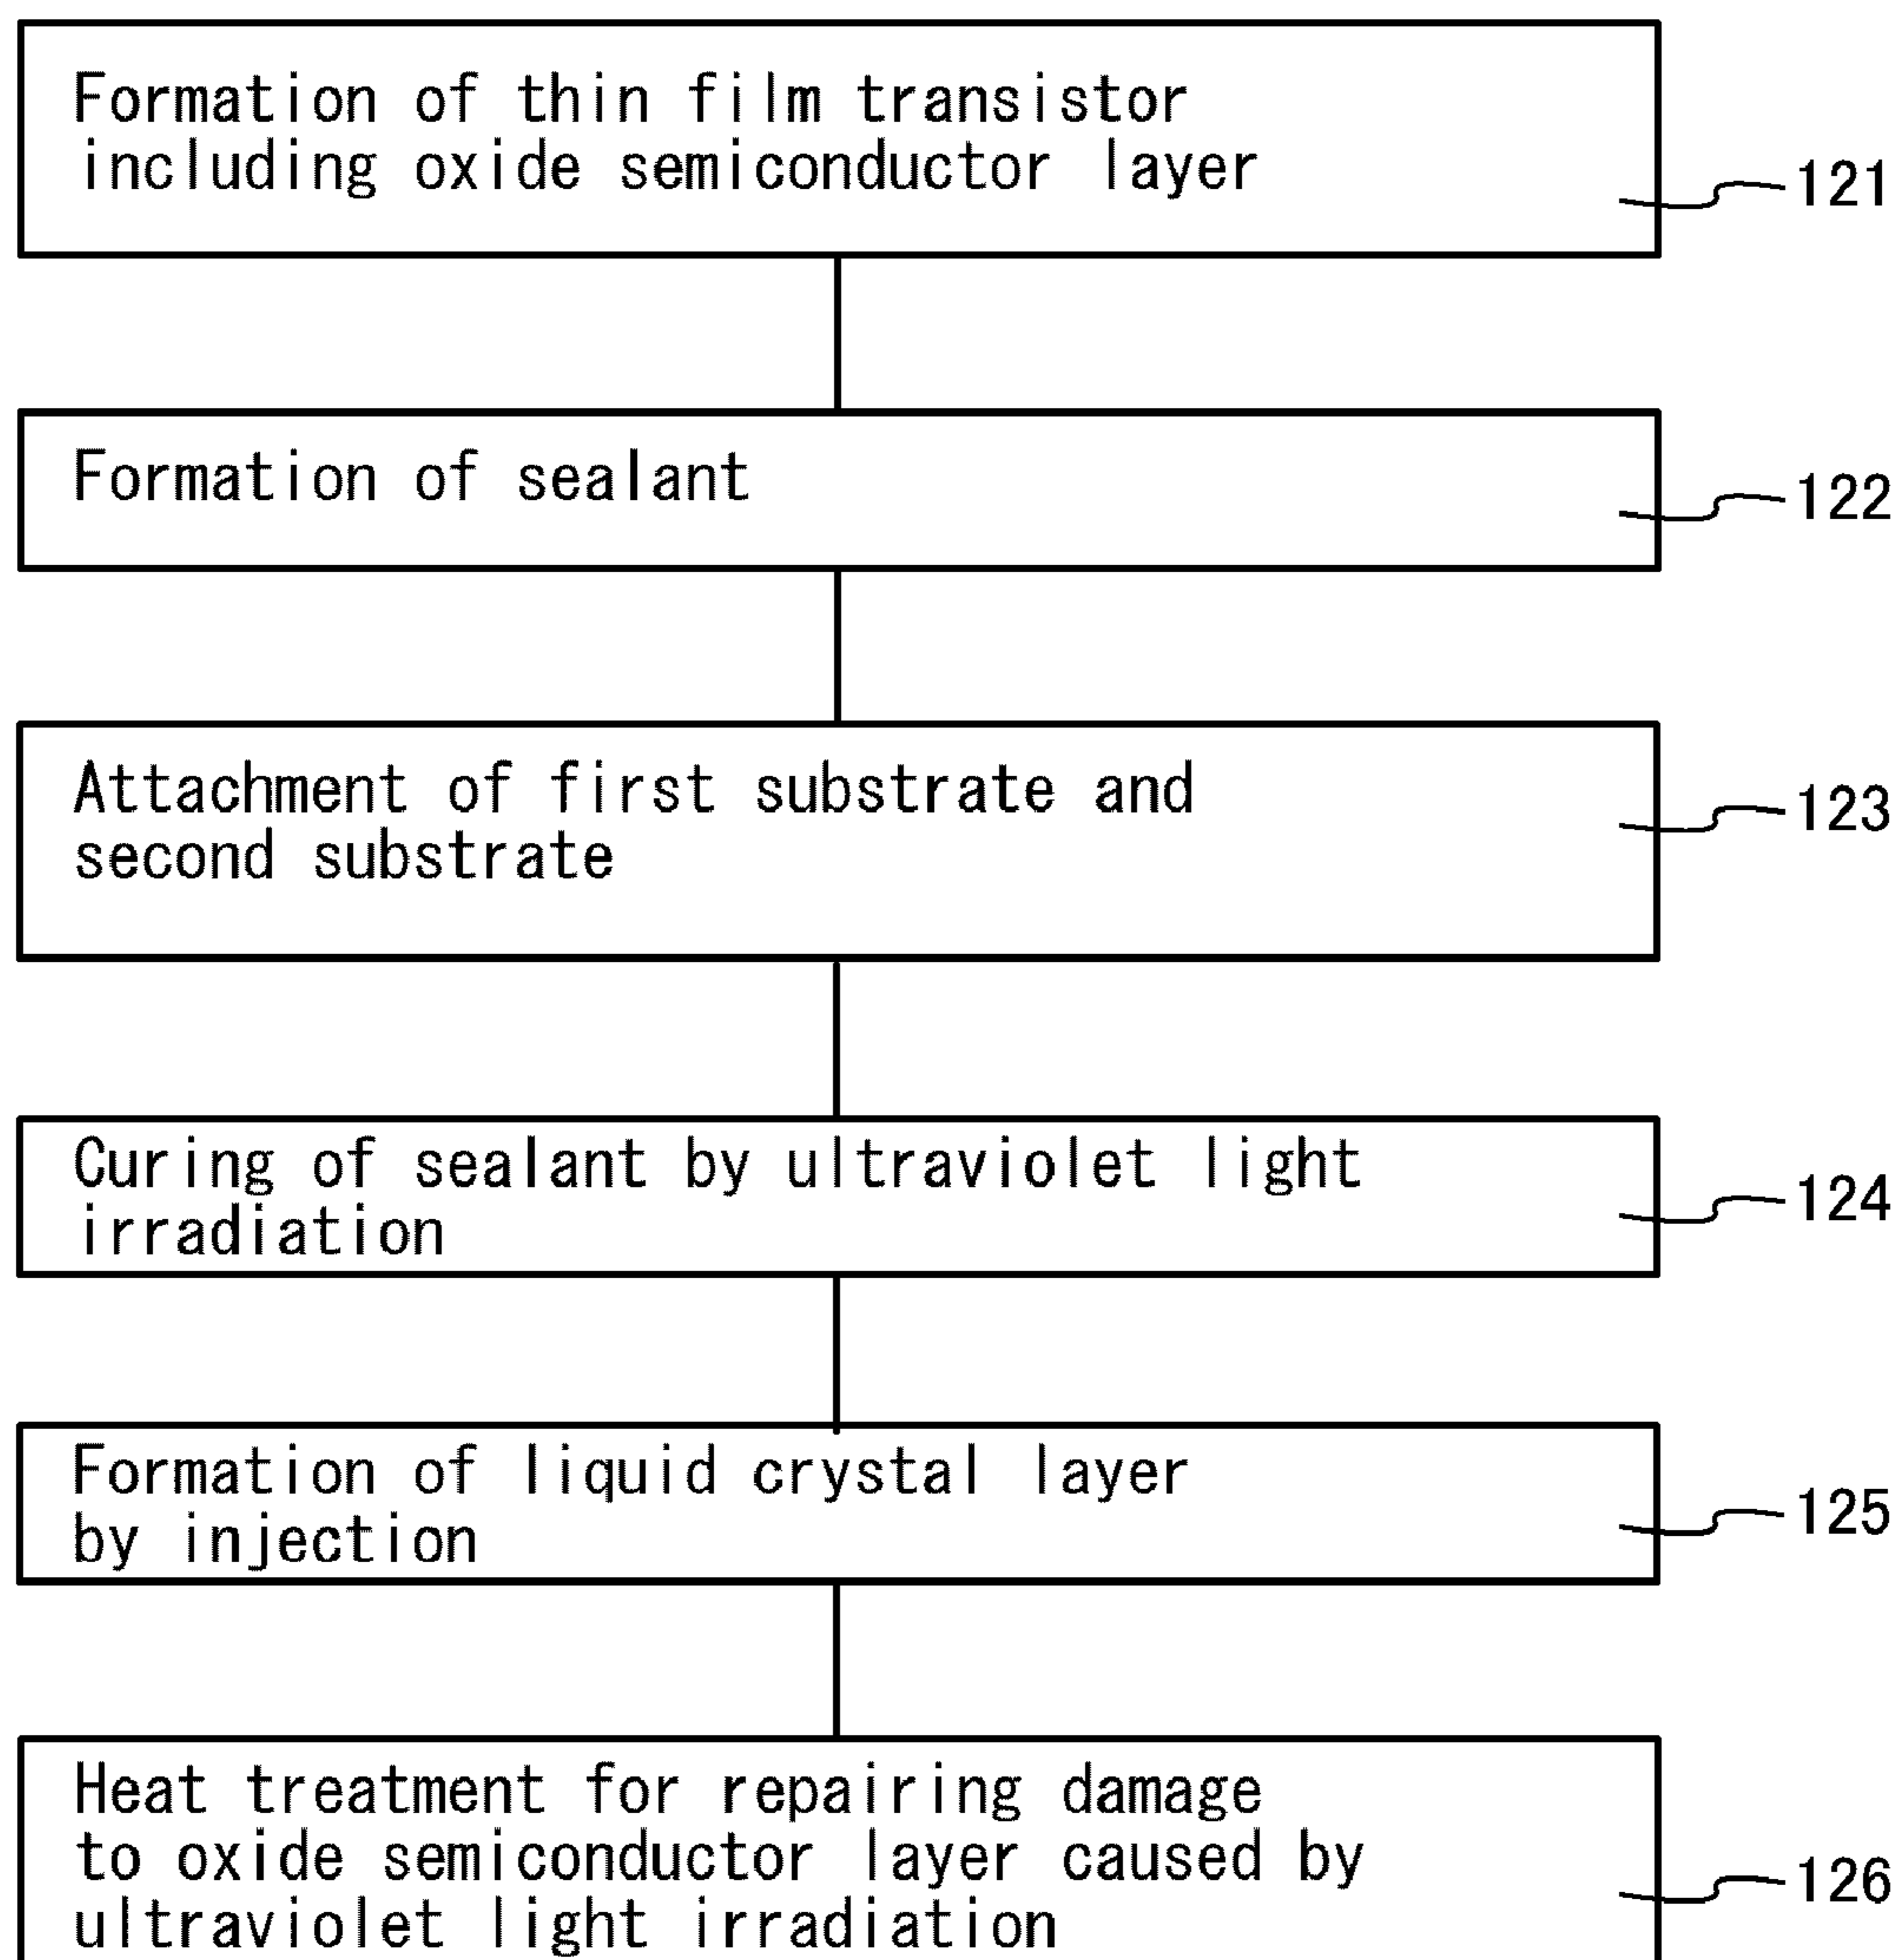 Formation of thin film transistor
including oxide semiconductor layer
121
Formation of sealant
122
Attachment of first substrate and
second substrate
123
Curing of sealant by ultraviolet light
irradiation
124
Formation of liquid crystal layer
by injection
125
Heat treatment for repairing damage
to oxide semiconductor layer caused by
ultraviolet light irradiation
126